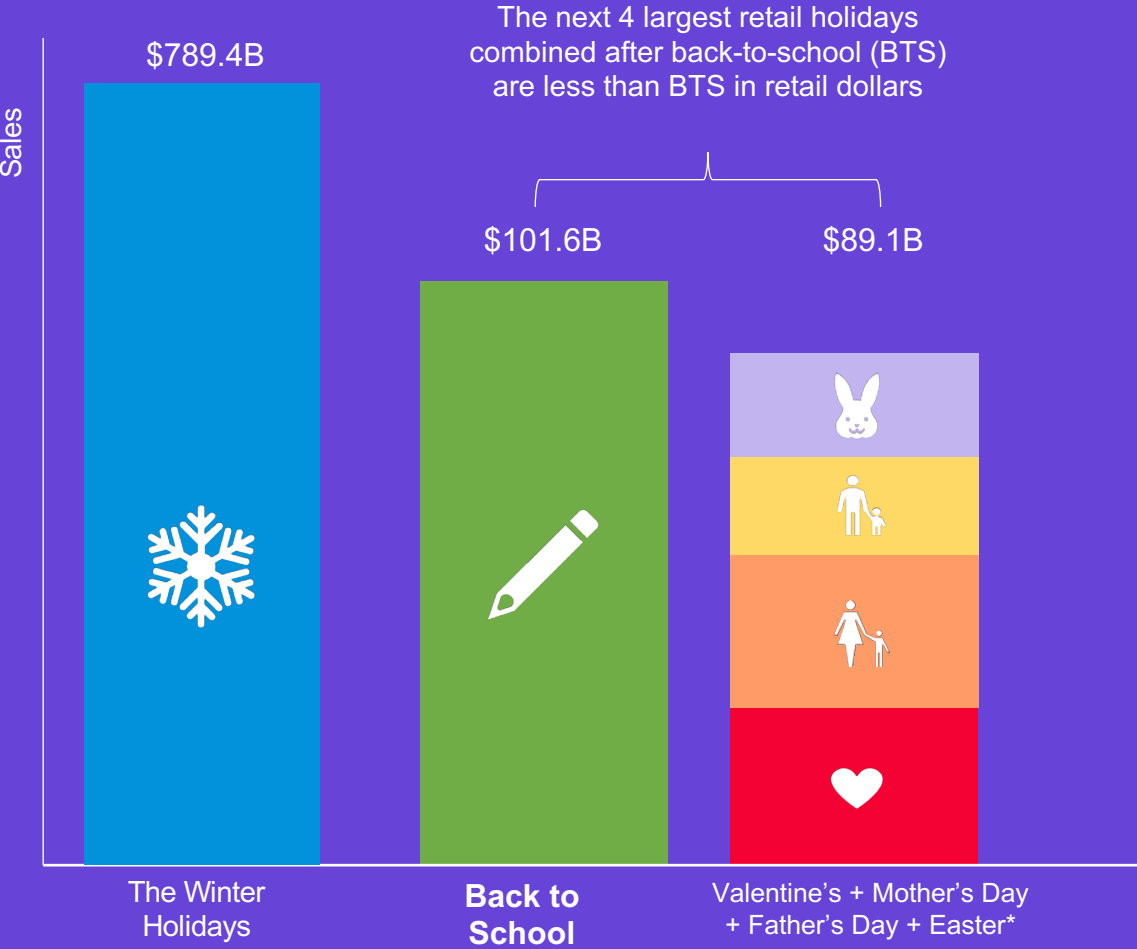 The next 4 largest retail holidays
combined after back-to-school (BTS)
are less than BTS in retail dollars
$789.4B
Sales
$101.6B
$89.1B
The Winter
Holidays
Back to
School
Valentine's + Mother's Day
+ Father's Day + Easter*